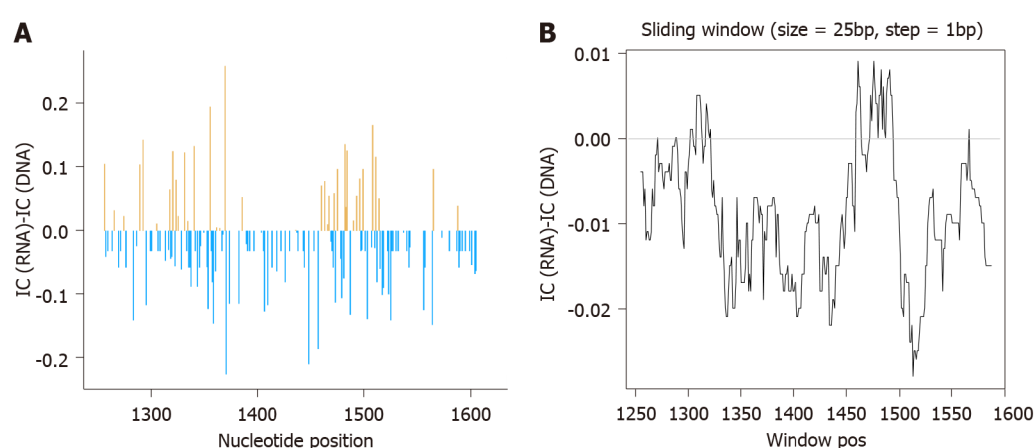 A
IC (RNA)-IC (DNA)
0.2
0.1
0.0
-0.1
-0.2
1300 1400 1500 1600
Nucleotide position
B
Sliding window (size = 25bp, step = 1bp)
IC (RNA)-IC (DNA)
0.01
0.00
-0.01
-0.02
1250 1300 1350 1400 1450 1500 1550 1600
Window pos